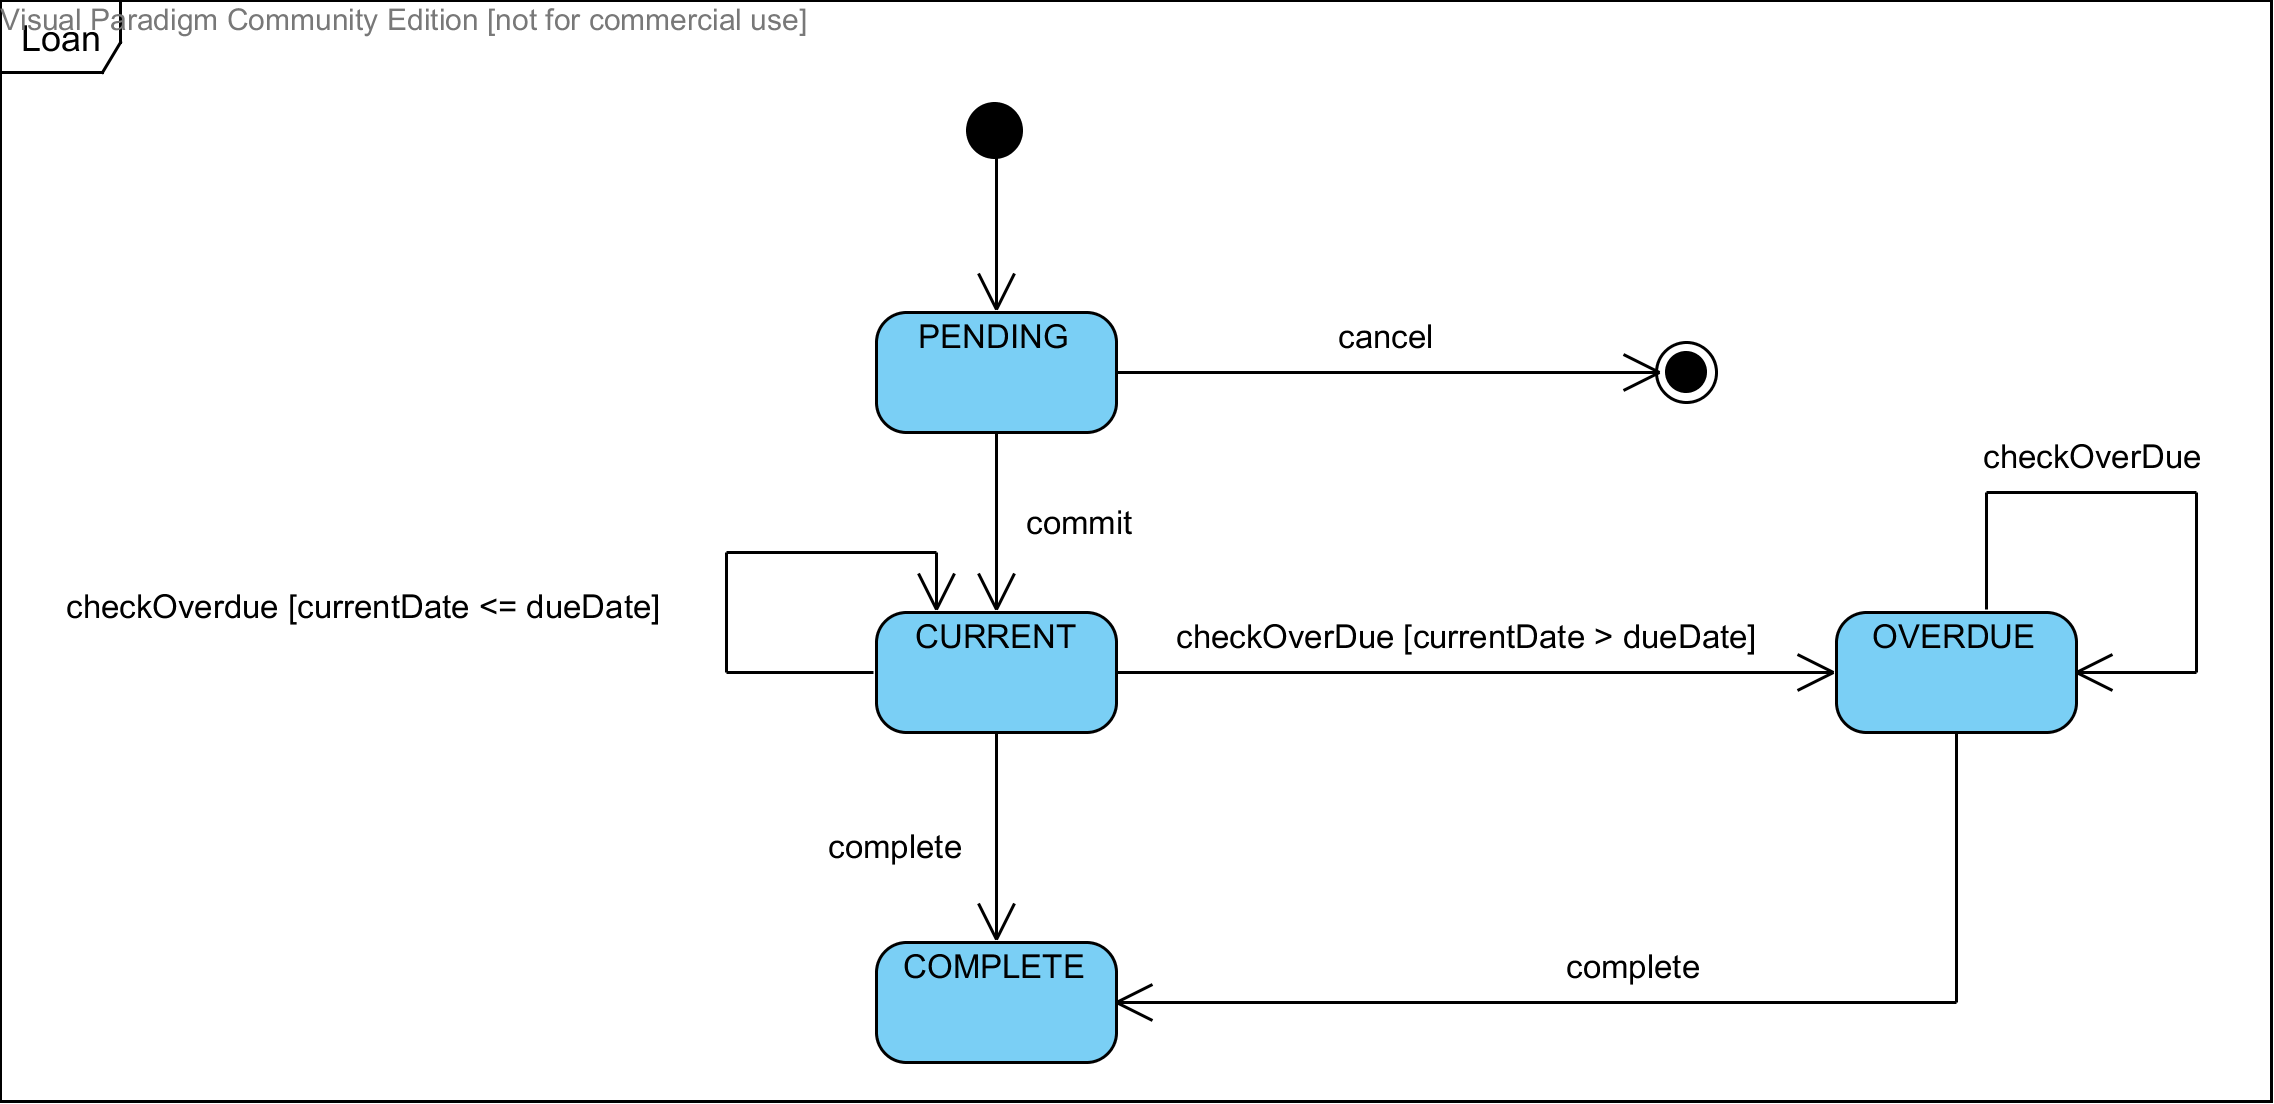 Visual Paradigm Community Edition [not for commercial use]
Loan
PENDING
cancel
checkOverDue
commit
checkOverdue [currentDate <= dueDate]
CURRENT
checkOverDue [currentDate > dueDate]
OVERDUE
complete
COMPLETE
complete